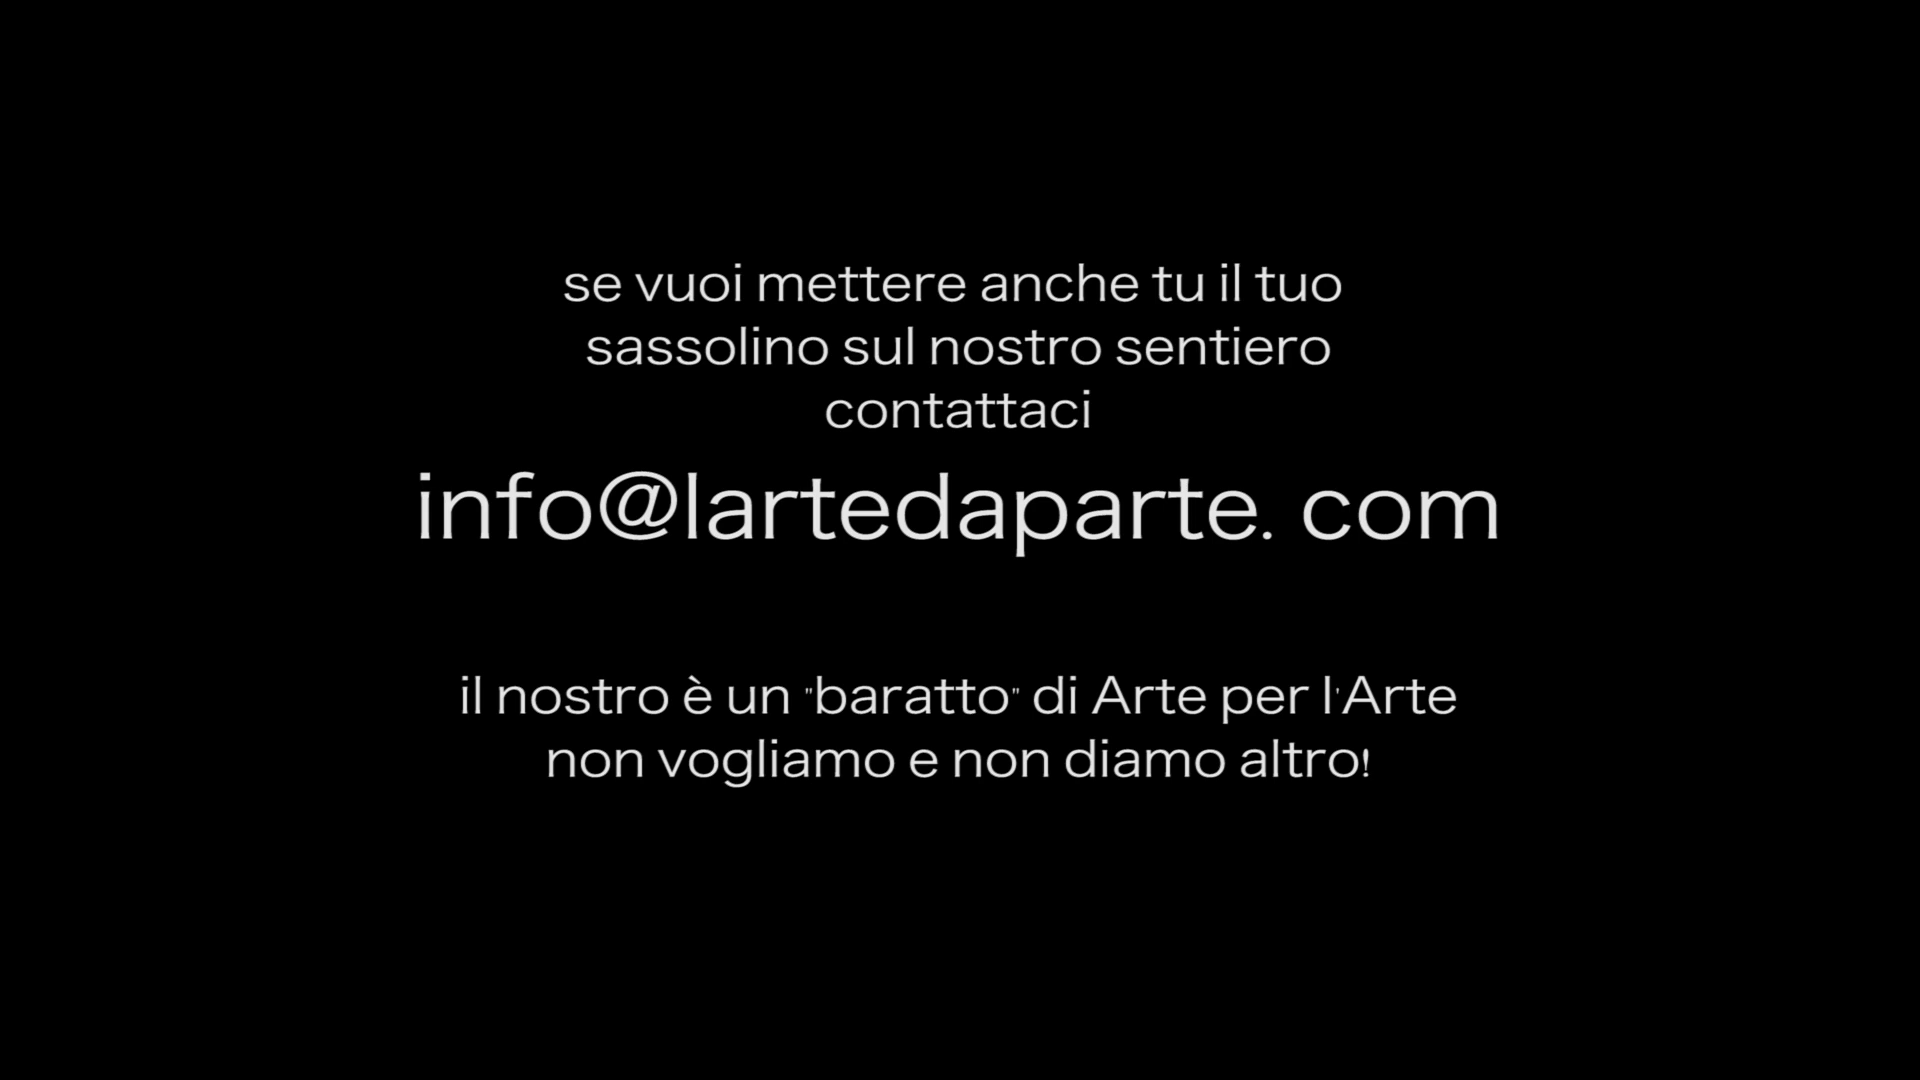 se vuoi mettere anche tu il tuo
sassolino sul nostro sentiero
contattaci
info@lartedaparte. com
il nostro è un "baratto" di Arte per l'Arte
non vogliamo e non diamo altro!